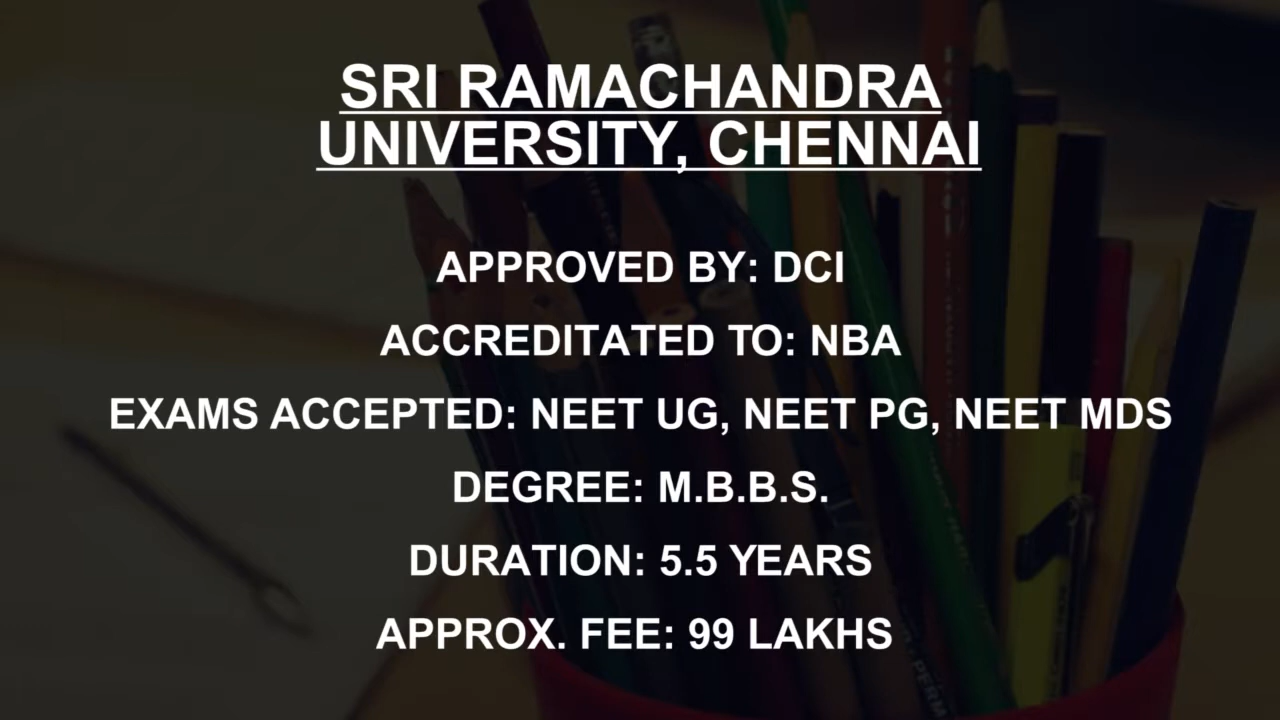 SRI RAMACHANDRA
UNIVERSITY, CHENNAI
APPROVED BY: DCI
ACCREDITATED TO: NBA
EXAMS ACCEPTED: NEET UG, NEET PG, NEET MDS
DEGREE: M.B.B.S.
DURATION: 5.5 YEARS
APPROX. FEE: 99 LAKHS